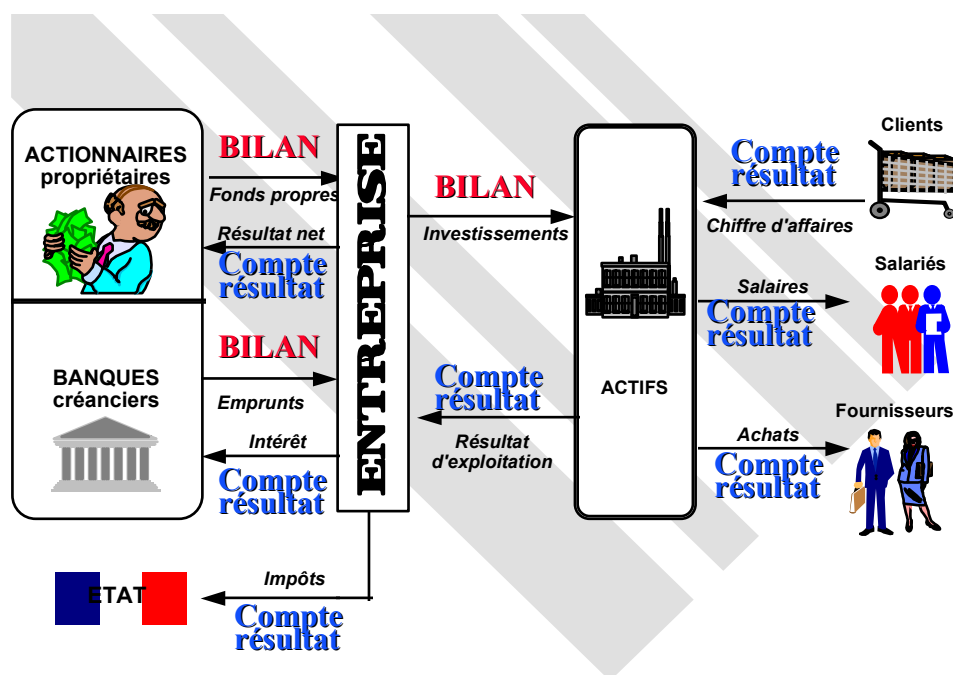 ACTIONNAIRES
propriétaires
BILAN
Fonds propres
Résultat net
Compte
résultat
BANQUES
créanciers
BILAN
Emprunts
Intérêt
Compte
résultat
ETAT
Impôts
Compte
résultat
ENTREPRISE
BILAN
Investissements
Compte
résultat
Résultat
d'exploitation
ACTIFS
Clients
Compte
résultat
Chiffre d'affaires
Salariés
Salaires
Compte
résultat
Fournisseurs
Achats
Compte
résultat